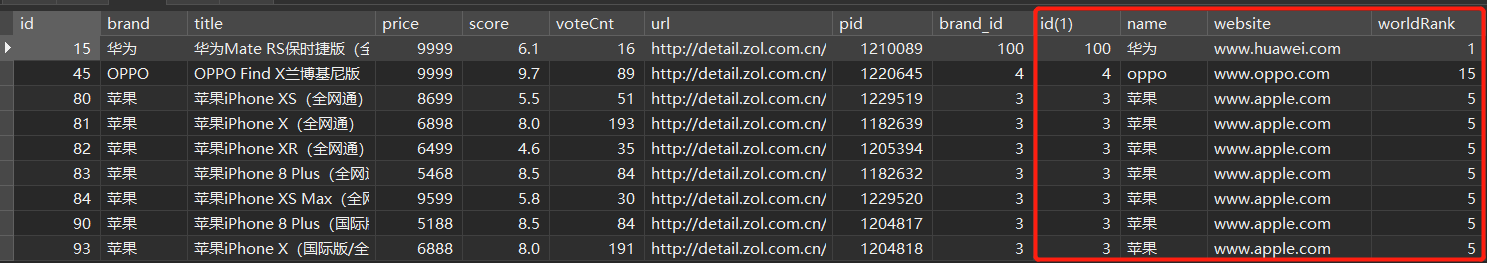 id brand title price score voteCnt url pid brand_id id(1) name website worldRank
15 华为 华为Mate RS保时捷版（全 9999 6.1 16 http://detail.zol.com.cn/ 1210089 100 100 华为 www.huawei.com 1
45 OPPO OPPO Find X兰博基尼版 9999 9.7 89 http://detail.zol.com.cn/ 1220645 4 4 oppo www.oppo.com 15
80 苹果 苹果iPhone XS（全网通） 8699 5.5 51 http://detail.zol.com.cn/ 1229519 3 3 苹果 www.apple.com 5
81 苹果 苹果iPhone X（全网通） 6898 8.0 193 http://detail.zol.com.cn/ 1182639 3 3 苹果 www.apple.com 5
82 苹果 苹果iPhone XR（全网通） 6499 4.6 35 http://detail.zol.com.cn/ 1205394 3 3 苹果 www.apple.com 5
83 苹果 苹果iPhone 8 Plus（全网 5468 8.5 84 http://detail.zol.com.cn/ 1182632 3 3 苹果 www.apple.com 5
84 苹果 苹果iPhone XS Max（全网 9599 5.8 30 http://detail.zol.com.cn/ 1229520 3 3 苹果 www.apple.com 5
90 苹果 苹果iPhone 8 Plus（国际 5188 8.5 84 http://detail.zol.com.cn/ 1204817 3 3 苹果 www.apple.com 5
93 苹果 苹果iPhone X（国际版/全 6888 8.0 191 http://detail.zol.com.cn/ 1204818 3 3 苹果 www.apple.com 5